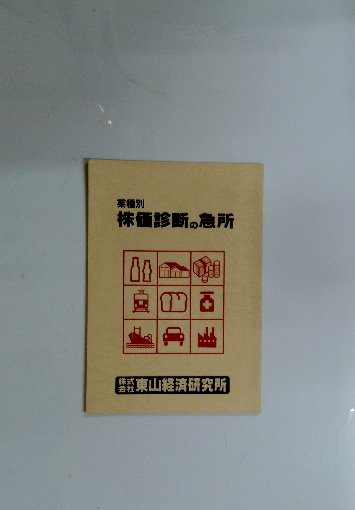 業種別
株価診断の急所
株式会社 東山経済研究所